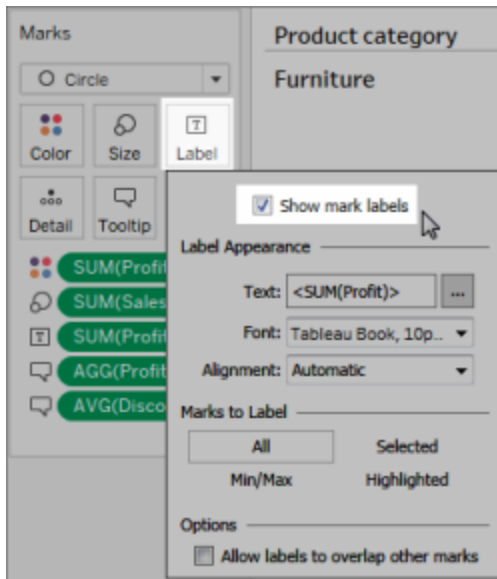 Marks
Product category
Circle
Furniture
Color Size Label
Show mark labels
Detail Tooltip
Label Appearance
SUM(Profit
Text: <SUM(Profit)> ...
SUM(Sales
Font: Tableau Book, 10p..
SUM(Profit
Alignment: Automatic
AGG(Profit
AVG(Disco
Marks to Label
All Selected
Min/Max Highlighted
Options
Allow labels to overlap other marks